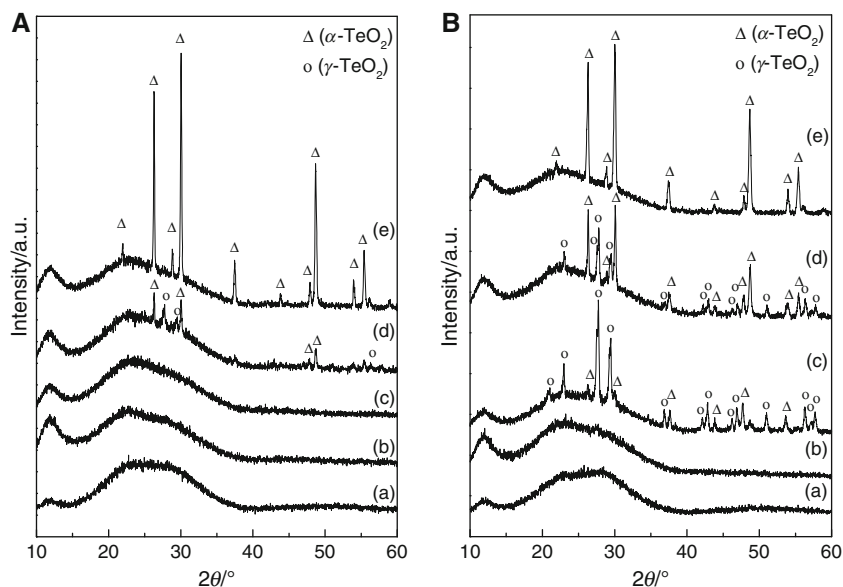 A
Δ (α-TeO₂)
o (γ-TeO₂)
Δ Δ Δ Δ Δ Δ Δ Δ Δ Δ
(e)
Δ o o Δ Δ Δ o
(d)
(c)
(b)
(a)
Intensity/a.u.
10 20 30 40 50 60
2θ/°
B
Δ (α-TeO₂)
o (γ-TeO₂)
Δ Δ Δ Δ Δ Δ Δ Δ Δ Δ
(e)
o Δ o o Δ o Δ o Δ o o Δ o o Δ Δ o Δ Δ o o
(d)
o o Δ o o Δ o Δ o o Δ o o Δ o Δ o o o
(c)
(b)
(a)
Intensity/a.u.
10 20 30 40 50 60
2θ/°